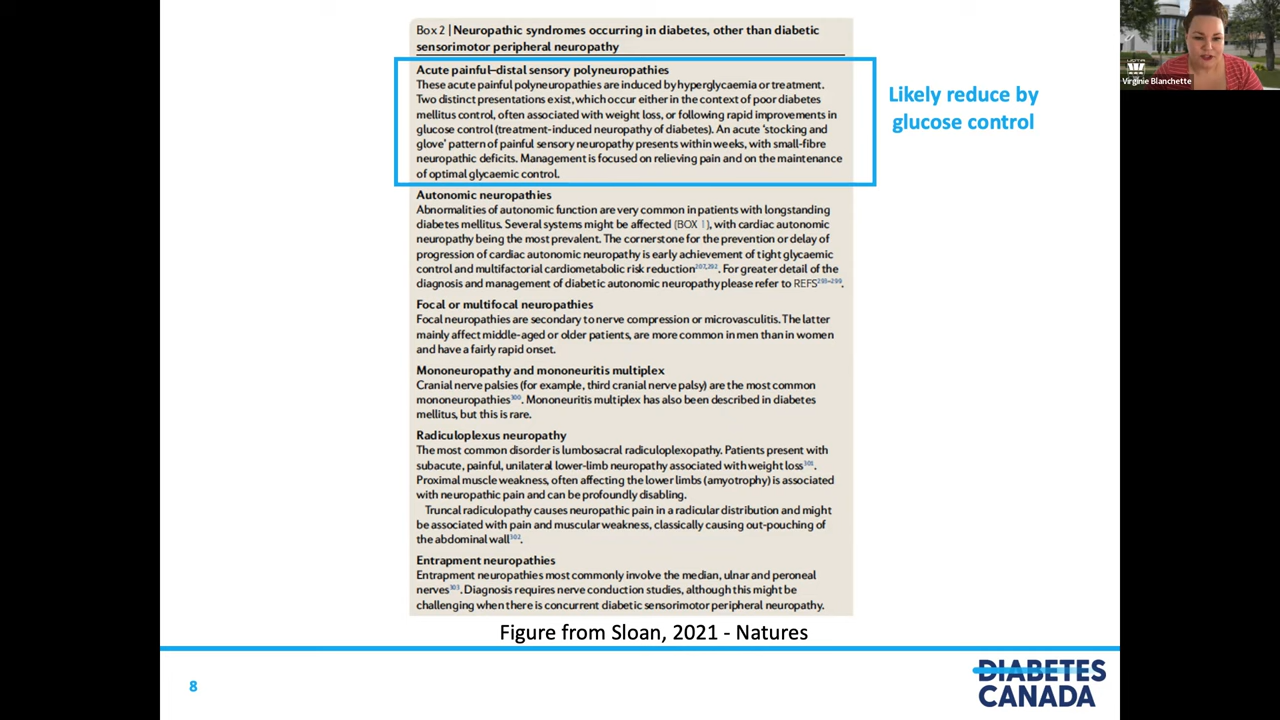 Box 2 | Neuropathic syndromes occurring in diabetes, other than diabetic
sensorimotor peripheral neuropathy
Acute painful–distal sensory polyneuropathies
These acute painful polyneuropathies are induced by hyperglycaemia or treatment.
Two distinct presentations exist, which occur either in the context of poor diabetes
mellitus control, often associated with weight loss, or following rapid improvements in
glucose control (treatment-induced neuropathy of diabetes). An acute ‘stocking and
glove’ pattern of painful sensory neuropathy presents within weeks, with small-fibre
neuropathic deficits. Management is focused on relieving pain and on the maintenance
of optimal glycaemic control.
Autonomic neuropathies
Abnormalities of autonomic function are very common in patients with longstanding
diabetes mellitus. Several systems might be affected (BOX 1), with cardiac autonomic
neuropathy being the most prevalent. The cornerstone for the prevention or delay of
progression of cardiac autonomic neuropathy is early achievement of tight glycaemic
control and multifactorial cardiometabolic risk reduction207,292. For greater detail of the
diagnosis and management of diabetic autonomic neuropathy please refer to REFS295–299.
Focal or multifocal neuropathies
Focal neuropathies are secondary to nerve compression or microvasculitis. The latter
mainly affect middle-aged or older patients, are more common in men than in women
and have a fairly rapid onset.
Mononeuropathy and mononeuritis multiplex
Cranial nerve palsies (for example, third cranial nerve palsy) are the most common
mononeuropathies300. Mononeuritis multiplex has also been described in diabetes
mellitus, but this is rare.
Radiculoplexus neuropathy
The most common disorder is lumbosacral radiculoplexopathy. Patients present with
subacute, painful, unilateral lower-limb neuropathy associated with weight loss301.
Proximal muscle weakness, often affecting the lower limbs (amyotrophy) is associated
with neuropathic pain and can be profoundly disabling.
Truncal radiculopathy causes neuropathic pain in a radicular distribution and might
be associated with pain and muscular weakness, classically causing out-pouching of
the abdominal wall302.
Entrapment neuropathies
Entrapment neuropathies most commonly involve the median, ulnar and peroneal
nerves303. Diagnosis requires nerve conduction studies, although this might be
challenging when there is concurrent diabetic sensorimotor peripheral neuropathy.
Likely reduce by
glucose control
Figure from Sloan, 2021 - Natures
8
DIABETES
CANADA
Virginie Blanchette